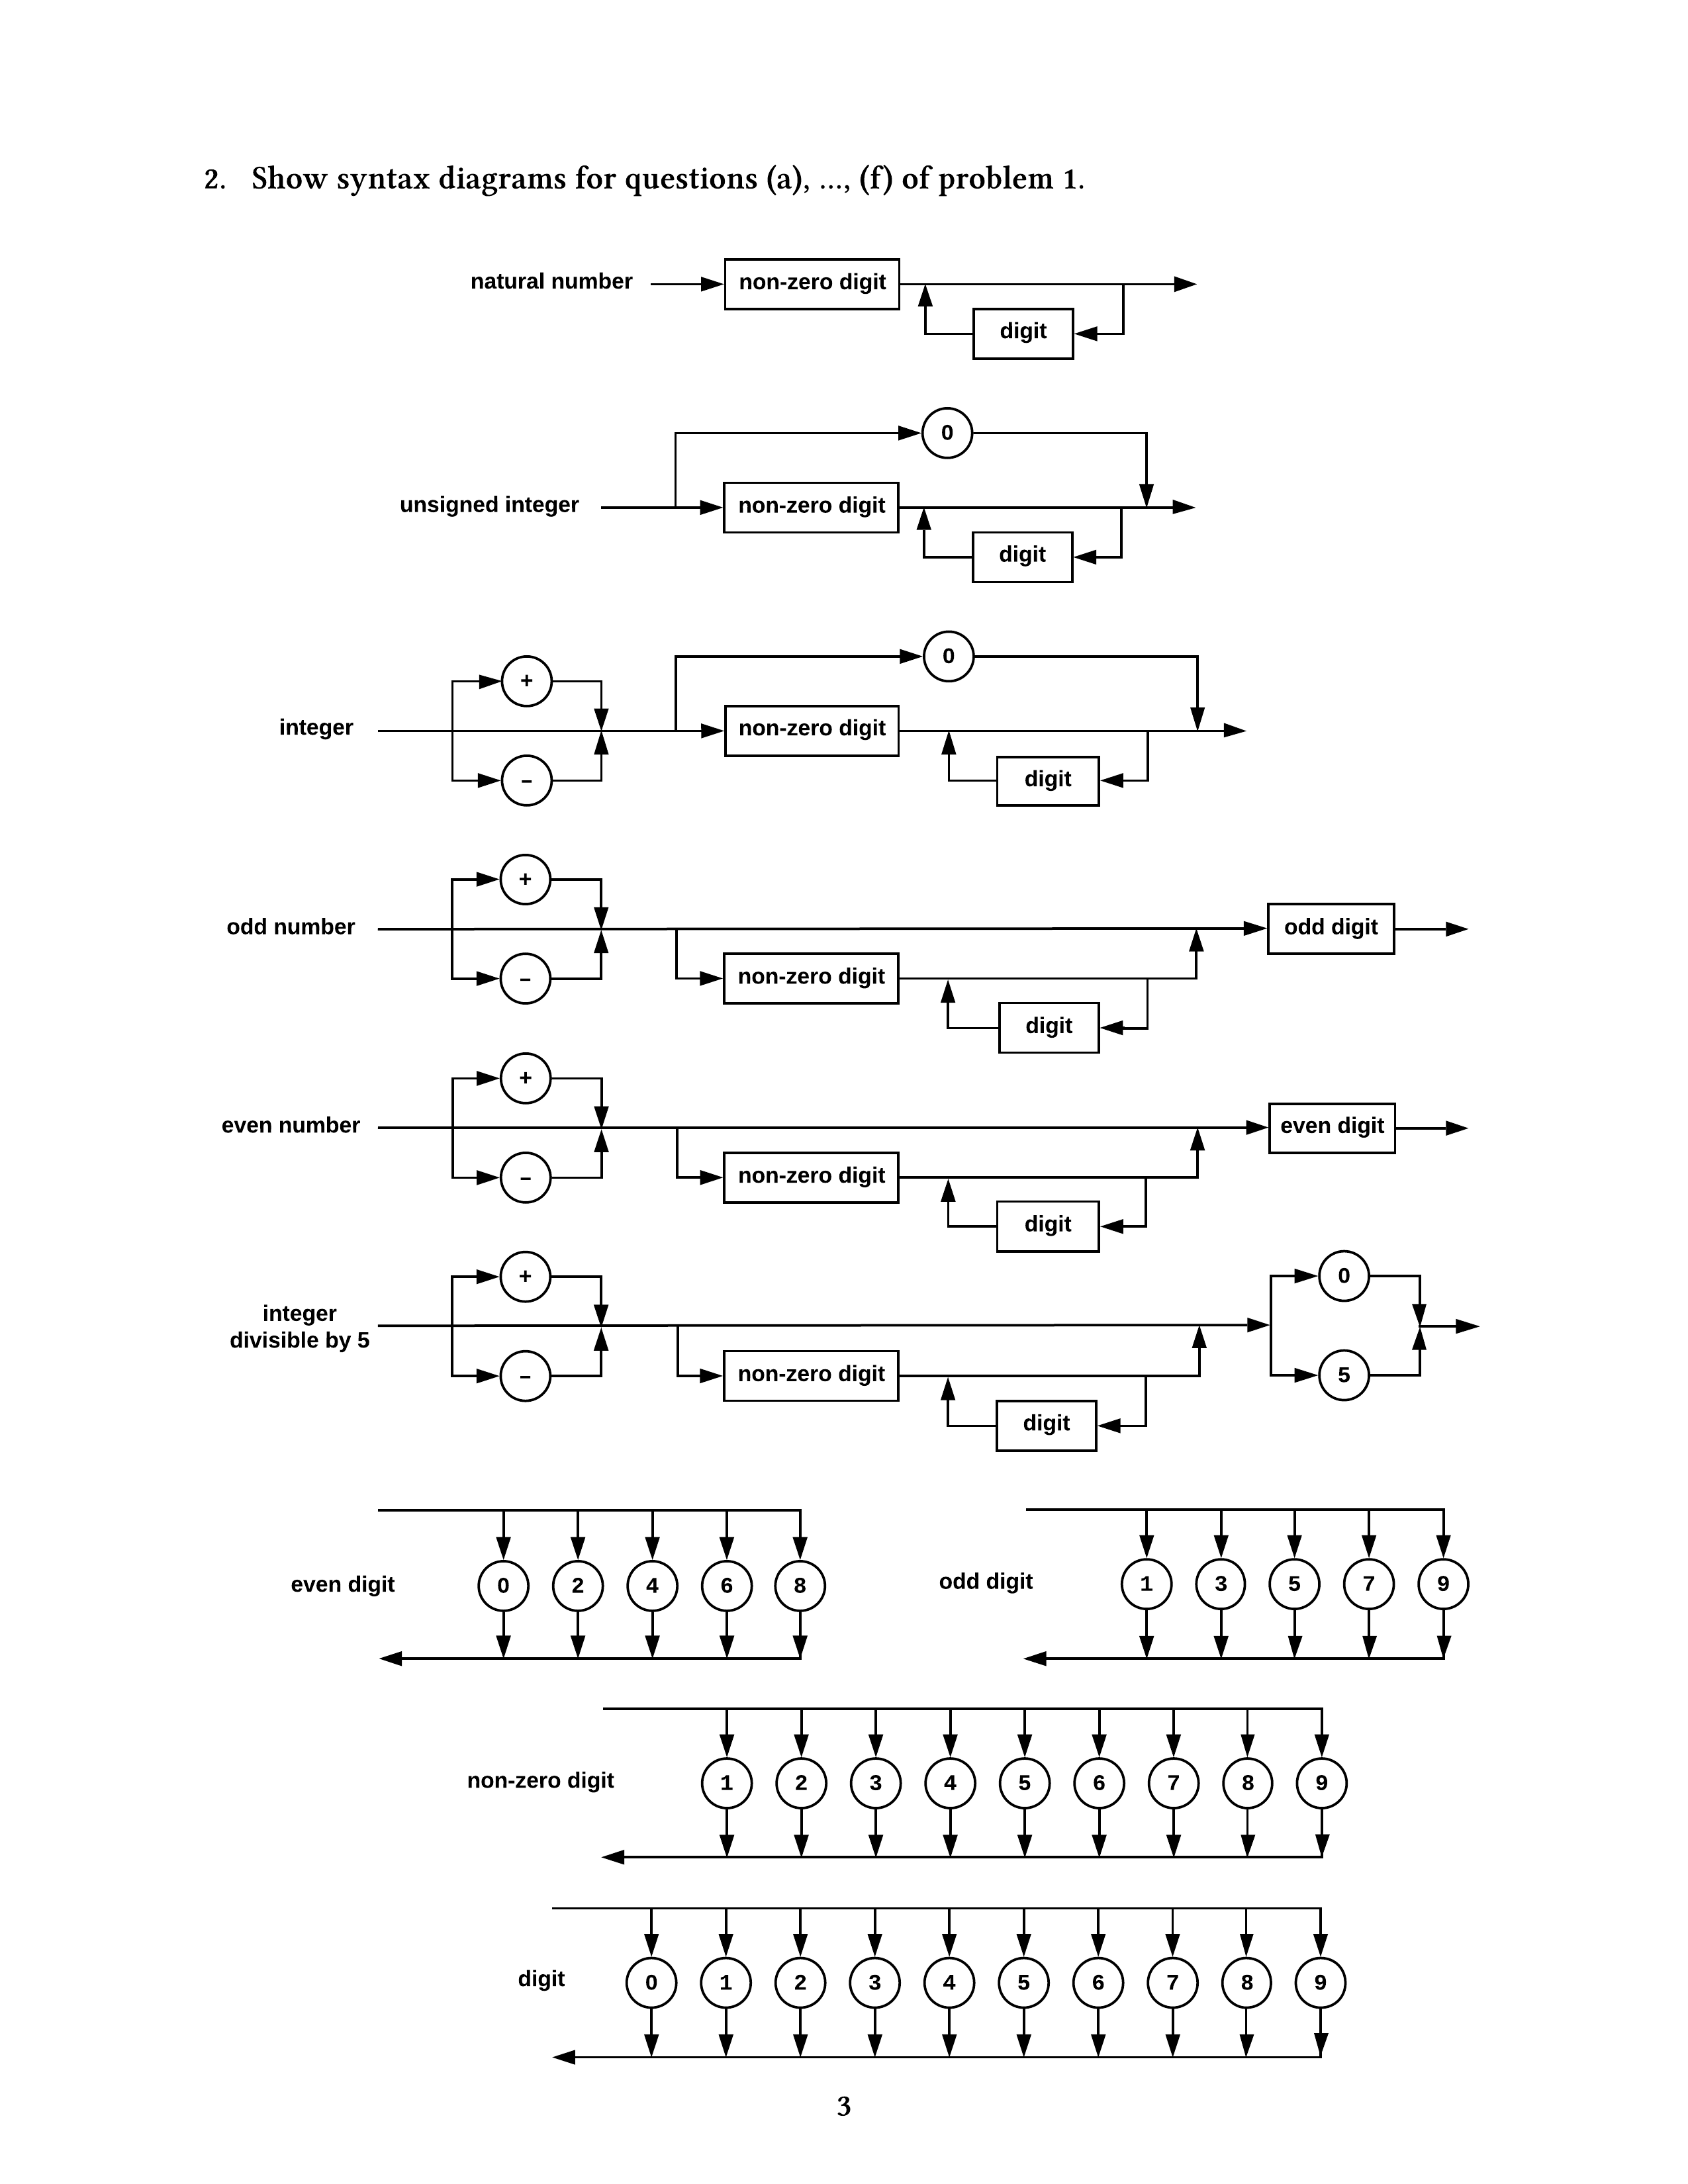 2. Show syntax diagrams for questions (a), ..., (f) of problem 1.
natural number non-zero digit
digit
0
unsigned integer non-zero digit
digit
0
+
integer non-zero digit
– digit
+
odd number odd digit
– non-zero digit
digit
+
even number even digit
– non-zero digit
digit
+ 0
integer
divisible by 5
– non-zero digit 5
digit
even digit 0 2 4 6 8 odd digit 1 3 5 7 9
non-zero digit 1 2 3 4 5 6 7 8 9
digit 0 1 2 3 4 5 6 7 8 9
3